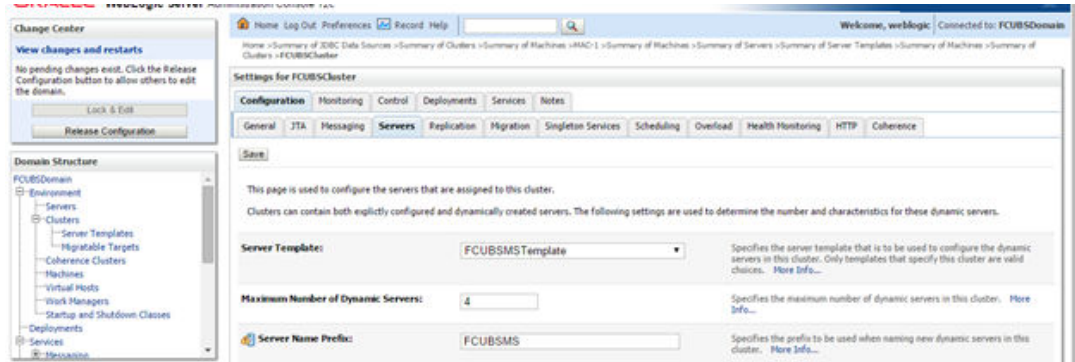 ORACLE WebLogic Server Administration Console 12c
Change Center
View changes and restarts
No pending changes exist. Click the Release
Configuration button to allow others to edit
the domain.
Lock & Edit
Release Configuration
Domain Structure
FCUBSDomain
Environment
Servers
Clusters
Server Templates
Migratable Targets
Coherence Clusters
Machines
Virtual Hosts
Work Managers
Startup and Shutdown Classes
Deployments
Services
Messaging
Home Log Out Preferences Record Help
Welcome, weblogic Connected to: FCUBSDomain
Home >Summary of JDBC Data Sources >Summary of Clusters >Summary of Machines >MAC-1 >Summary of Machines >Summary of Servers >Summary of Server Templates >Summary of Machines >Summary of
Clusters >FCUBSCluster
Settings for FCUBSCluster
Configuration Monitoring Control Deployments Services Notes
General JTA Messaging Servers Replication Migration Singleton Services Scheduling Overload Health Monitoring HTTP Coherence
Save
This page is used to configure the servers that are assigned to this cluster.
Clusters can contain both explictly configured and dynamically created servers. The following settings are used to determine the number and characteristics for these dynamic servers.
Server Template: FCUBSMSTemplate
Specifies the server template that is to be used to configure the dynamic
servers in this cluster. Only templates that specify this cluster are valid
choices. More Info...
Maximum Number of Dynamic Servers: 4
Specifies the maximum number of dynamic servers in this cluster. More
Info...
Server Name Prefix: FCUBSMS
Specifies the prefix to be used when naming new dynamic servers in this
cluster. More Info...